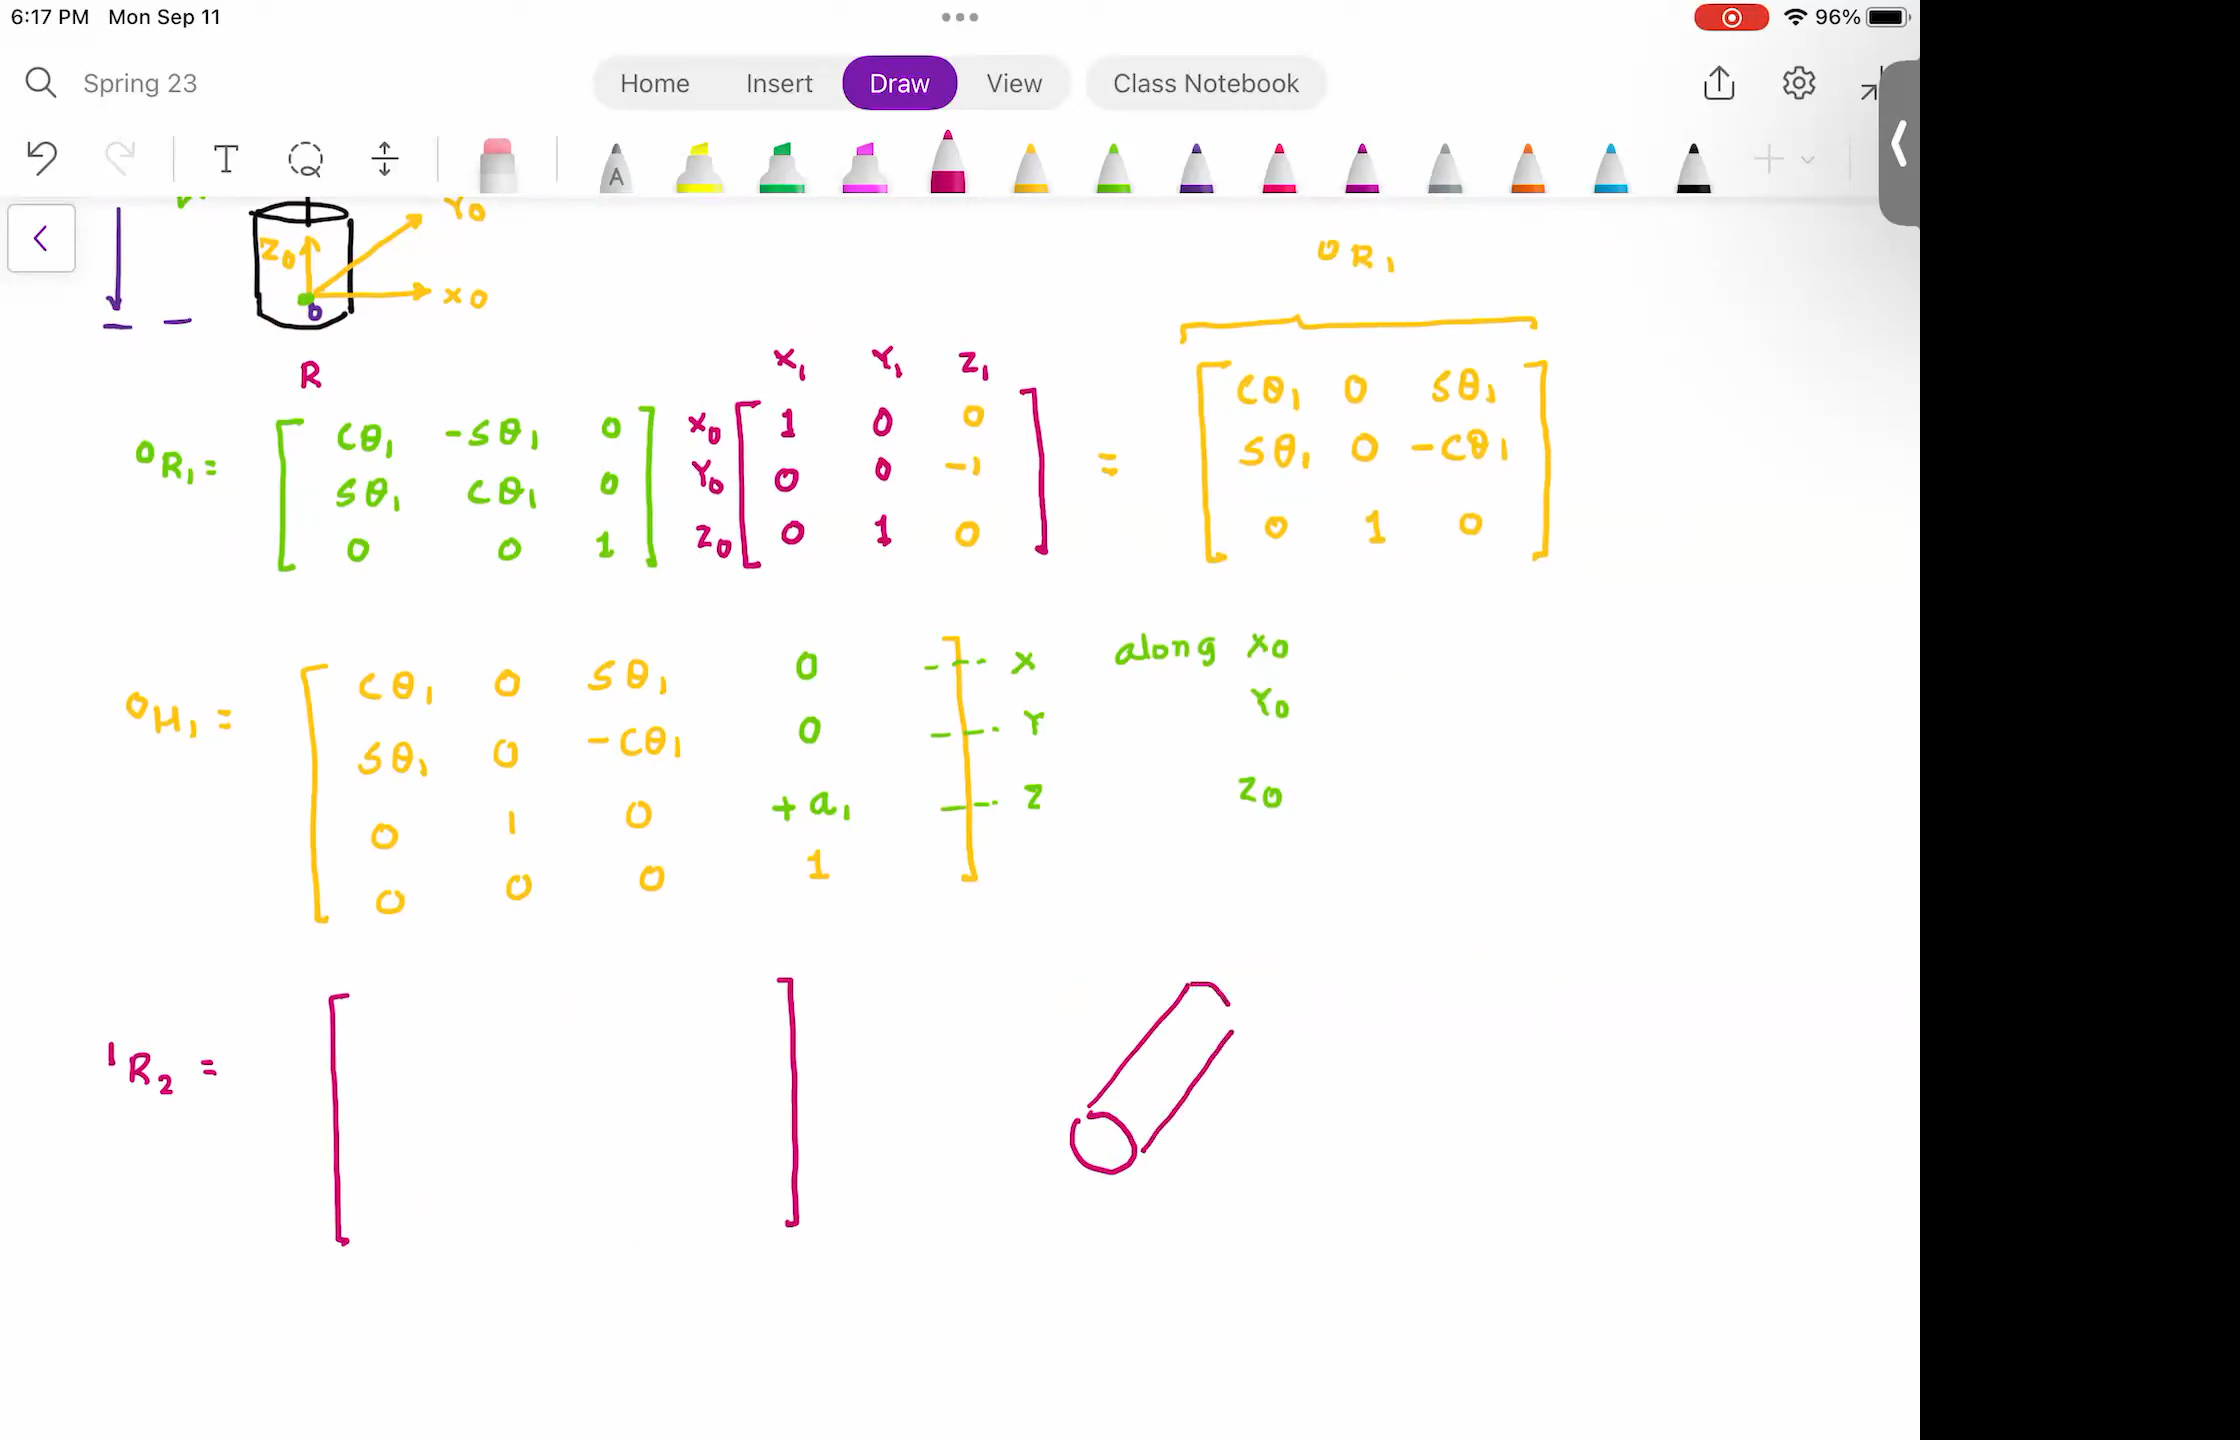 6:17 PM Mon Sep 11
96%
Spring 23
Home Insert Draw View Class Notebook
T A
Y0
Z0
X0
0
R
⁰R₁
X₁ Y₁ Z₁
⁰R₁ = [ Cθ₁ -Sθ₁ 0 ] X0 [ 1 0 0 ] = [ Cθ₁ 0 Sθ₁ ]
[ Sθ₁ Cθ₁ 0 ] Y0 [ 0 0 -1 ] [ Sθ₁ 0 -Cθ₁ ]
[ 0 0 1 ] Z0 [ 0 1 0 ] [ 0 1 0 ]
⁰H₁ = [ Cθ₁ 0 Sθ₁ 0 ] --- X along X0
[ Sθ₁ 0 -Cθ₁ 0 ] --- Y Y0
[ 0 1 0 +a₁ ] --- Z Z0
[ 0 0 0 1 ]
¹R₂ = [ ]